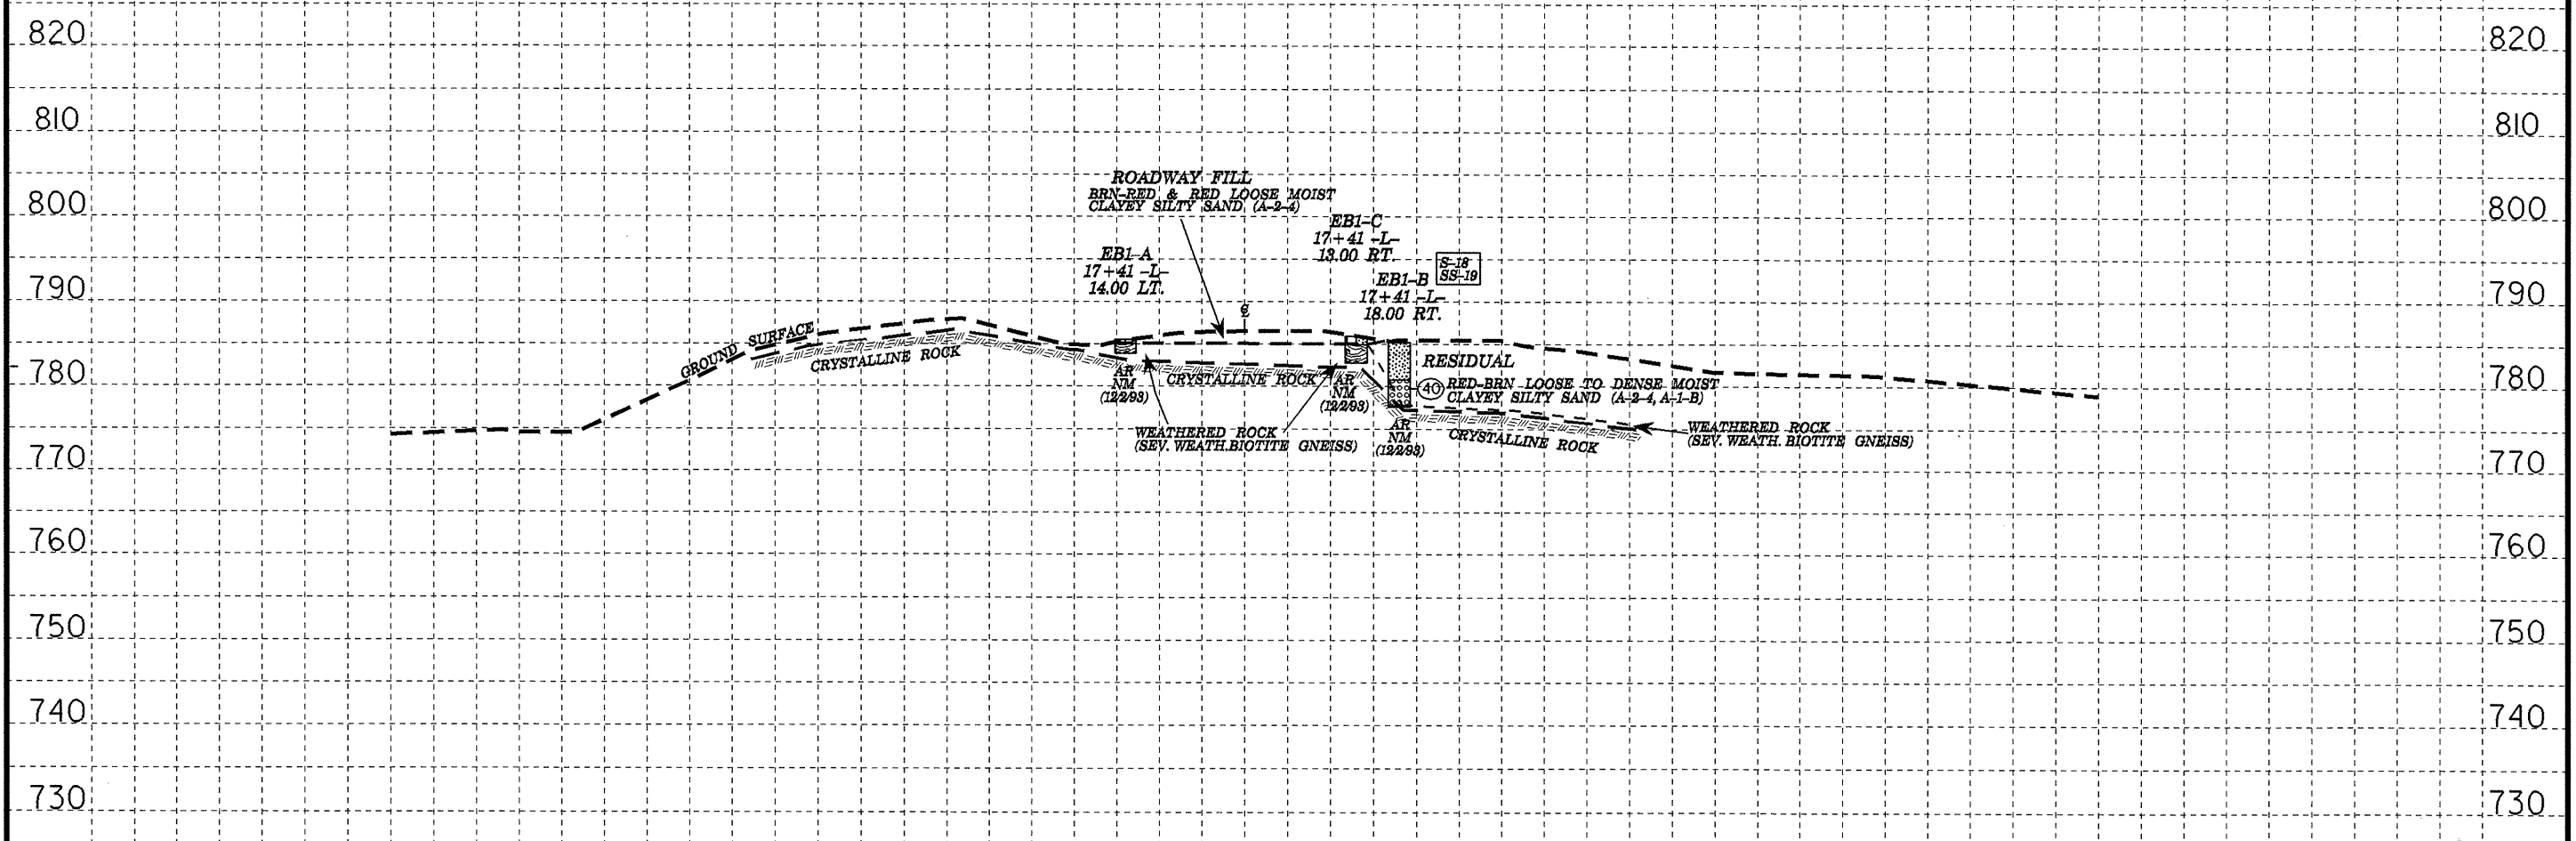 820 820
810 810
ROADWAY FILL
BRN-RED & RED LOOSE MOIST
CLAYEY SILTY SAND (A-2-4)
800 800
EB1-C
17+41 -L-
13.00 RT.
EB1-A
17+41 -L-
14.00 LT.
S-18
SS-19
EB1-B
17+41 -L-
18.00 RT.
790 790
GROUND SURFACE
CRYSTALLINE ROCK
RESIDUAL
780 780
AR
NM
(12/2/93)
CRYSTALLINE ROCK
AR
NM
(12/2/93)
40 RED-BRN LOOSE TO DENSE MOIST
CLAYEY SILTY SAND (A-2-4, A-1-B)
WEATHERED ROCK
(SEV. WEATH.BIOTITE GNEISS)
AR
NM
(12/2/93)
CRYSTALLINE ROCK
WEATHERED ROCK
(SEV. WEATH. BIOTITE GNEISS)
770 770
760 760
750 750
740 740
730 730